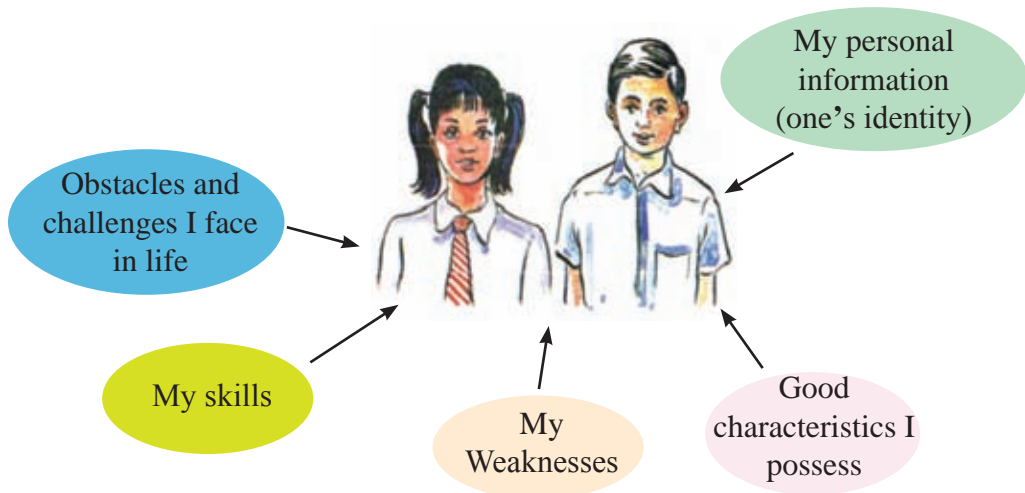 My personal
information
(one's identity)
Obstacles and
challenges I face
in life
My skills
My
Weaknesses
Good
characteristics I
possess